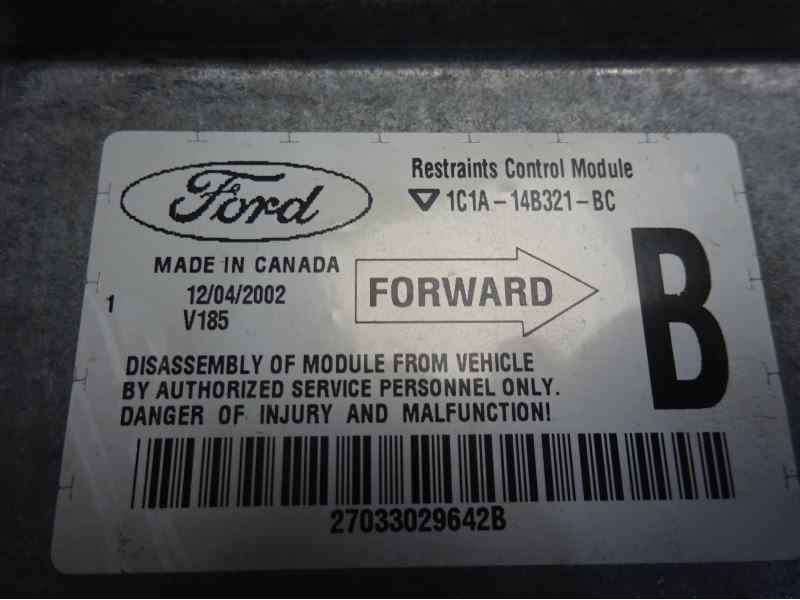 Ford
Restraints Control Module
1C1A-14B321-BC
MADE IN CANADA
12/04/2002
V185
1
FORWARD
B
DISASSEMBLY OF MODULE FROM VEHICLE
BY AUTHORIZED SERVICE PERSONNEL ONLY.
DANGER OF INJURY AND MALFUNCTION!
27033029642B